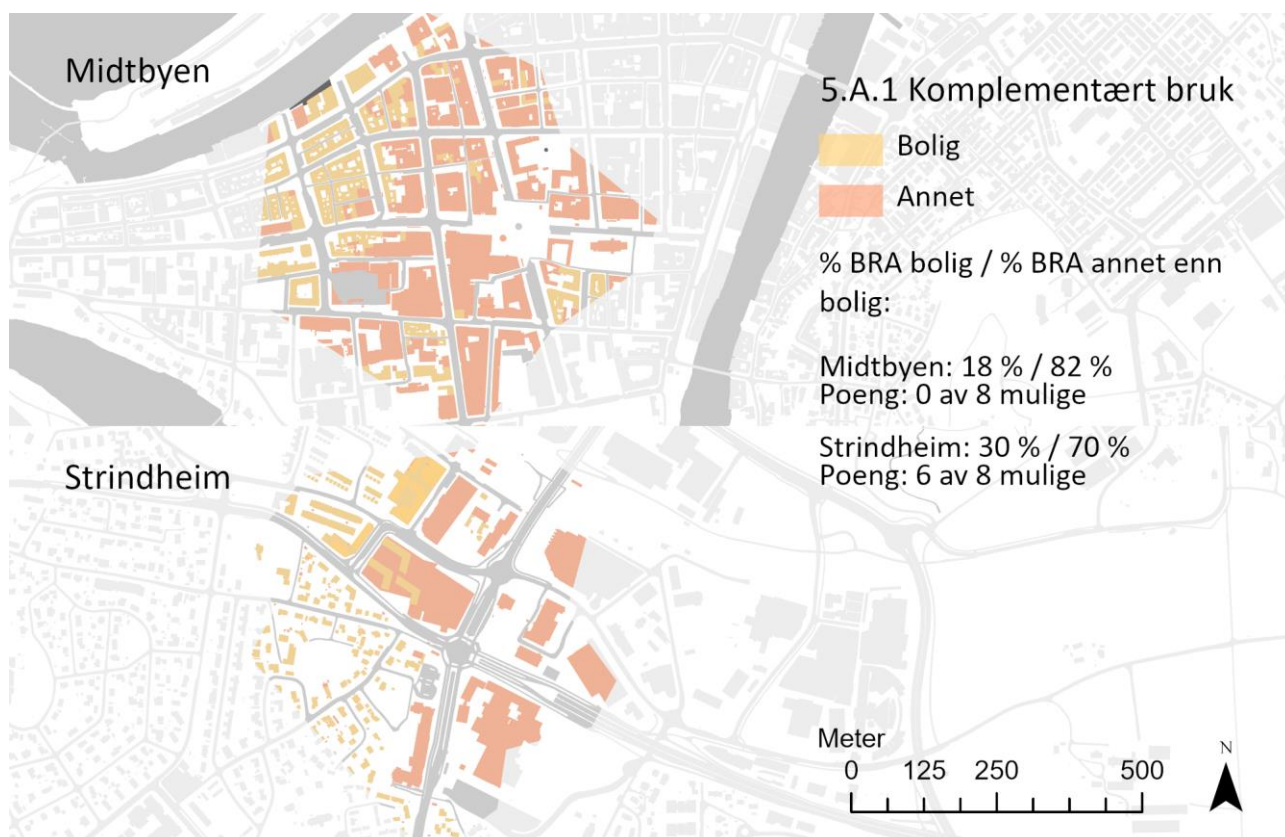 Midtbyen
5.A.1 Komplementært bruk
Bolig
Annet
% BRA bolig / % BRA annet enn
bolig:
Midtbyen: 18 % / 82 %
Poeng: 0 av 8 mulige
Strindheim: 30 % / 70 %
Poeng: 6 av 8 mulige
Strindheim
Meter
0 125 250 500
N